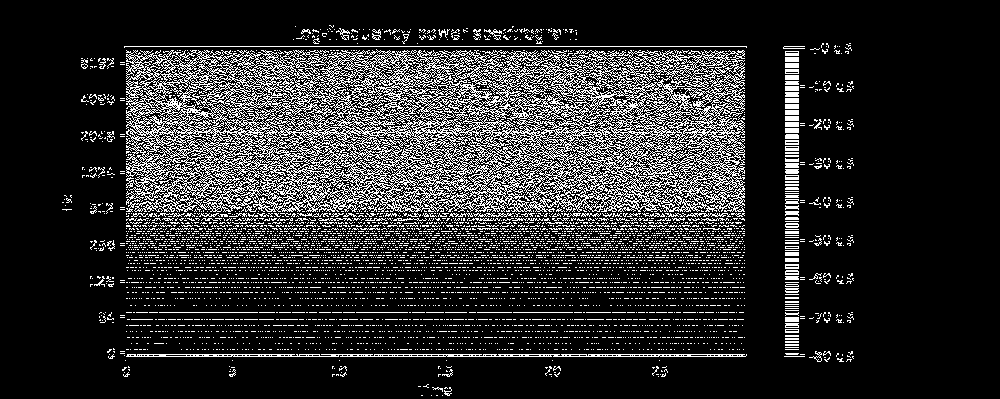 Log-frequency power spectrogram
8192
4096
2048
1024
512
256
128
64
0
Hz
0
5
10
15
20
25
Time
+0 dB
-10 dB
-20 dB
-30 dB
-40 dB
-50 dB
-60 dB
-70 dB
-80 dB